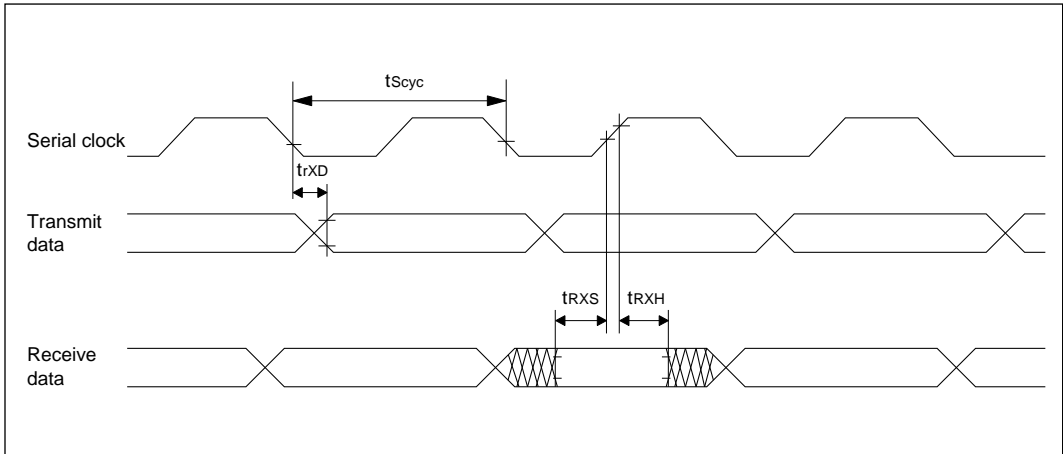 tScyc
Serial clock
trXD
Transmit
data
tRXS
tRXH
Receive
data